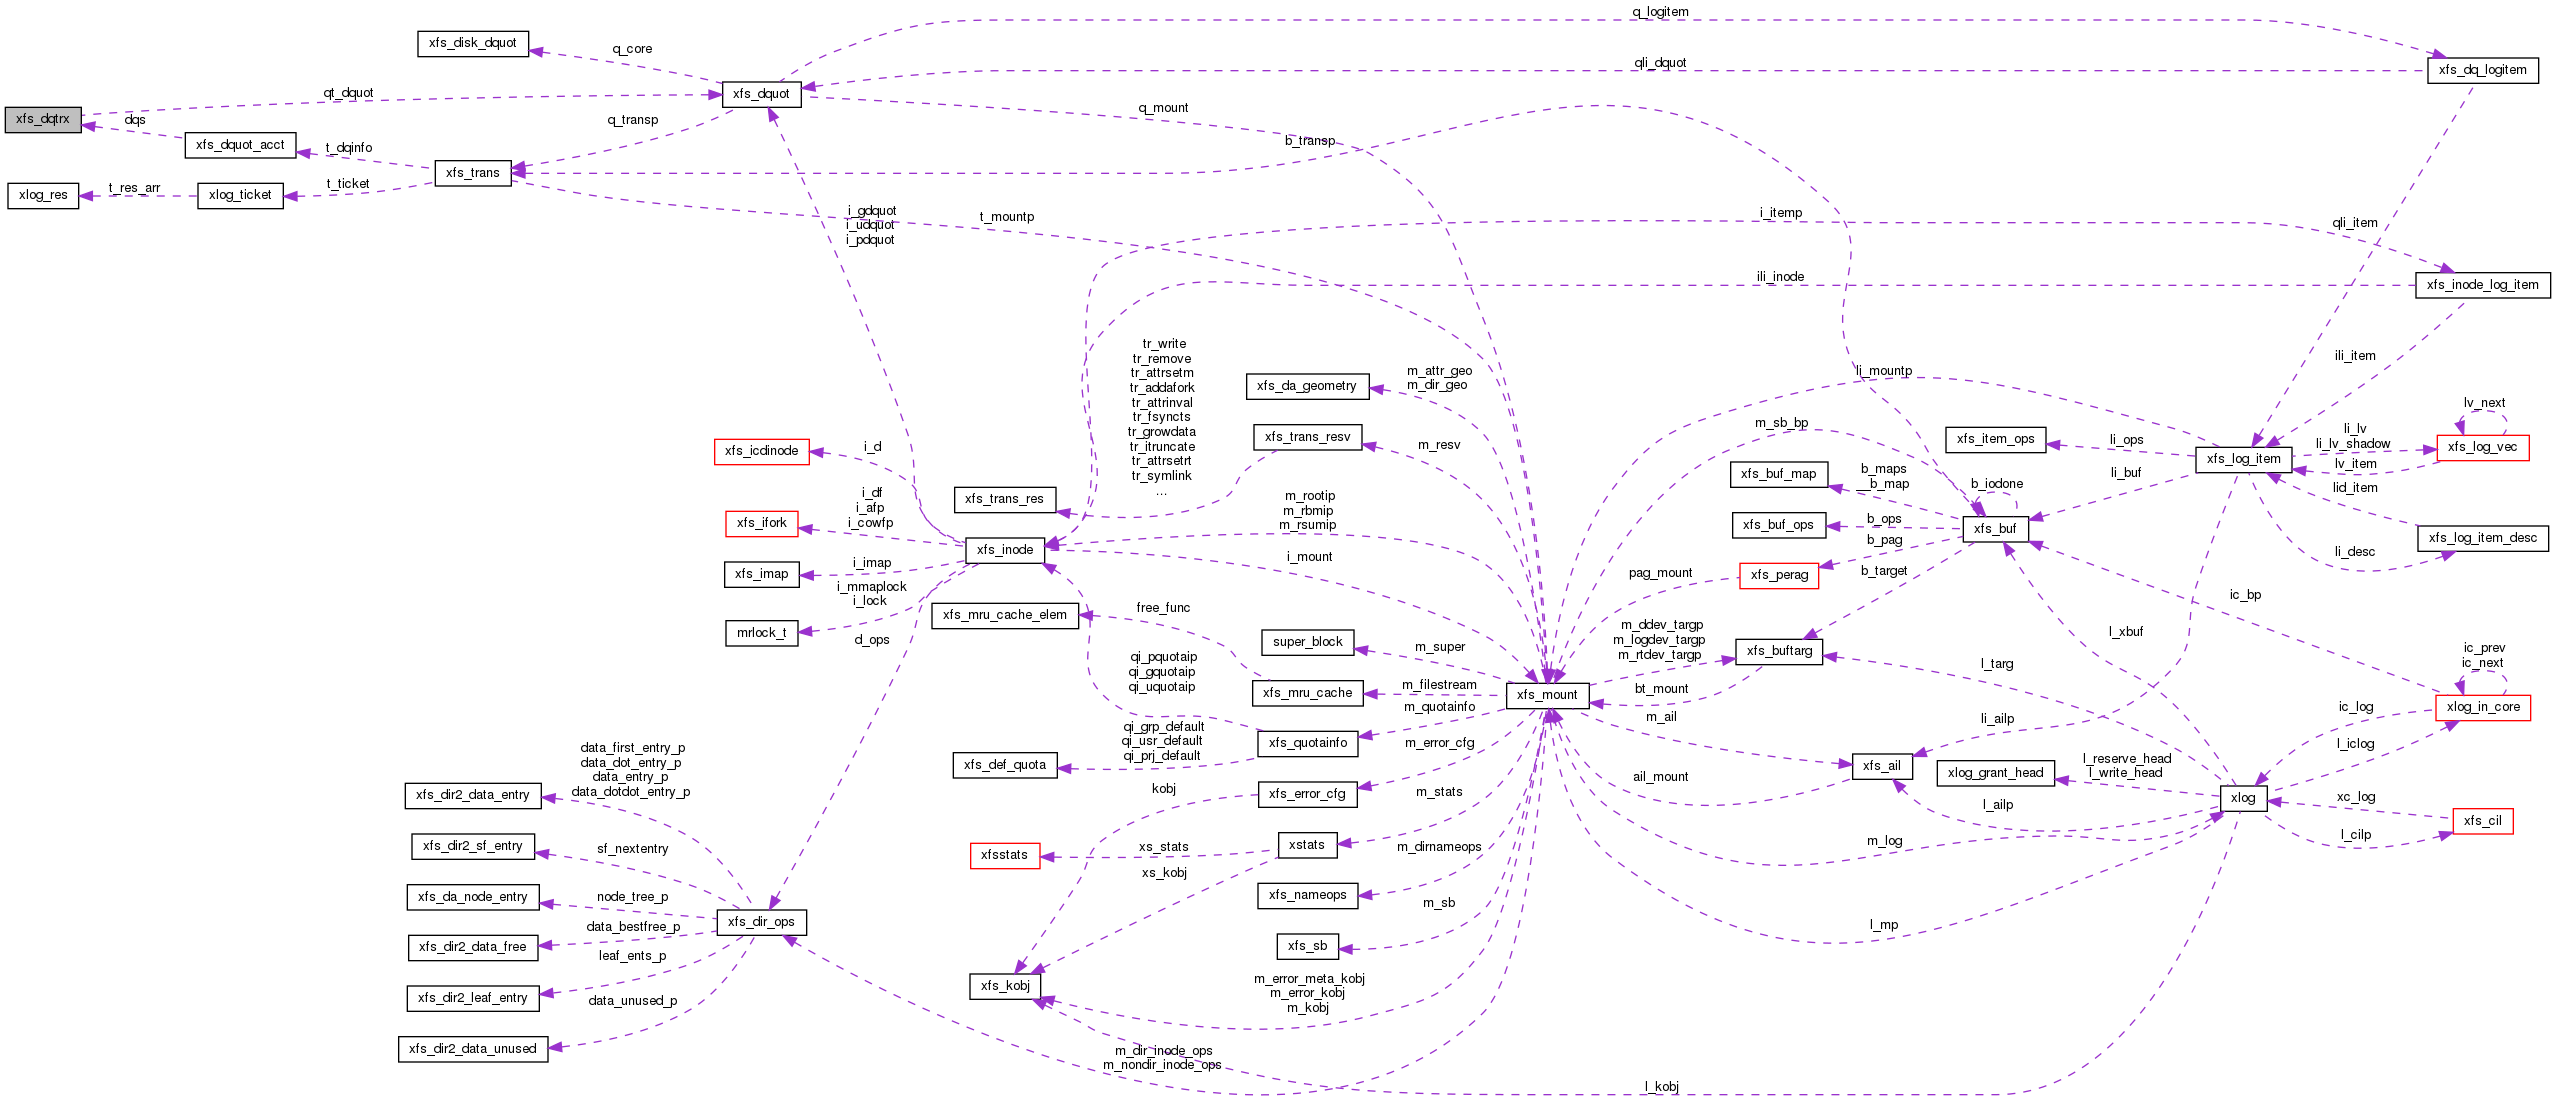 q_logitem
xfs_disk_dquot
q_core
xfs_dq_logitem
qli_dquot
xfs_dquot
qt_dquot
q_mount
xfs_dqtrx
dqs
q_transp
b_transp
xfs_dquot_acct
t_dqinfo
xfs_trans
t_ticket
t_res_arr
xlog_res
xlog_ticket
i_gdquot
i_udquot
i_pdquot
t_mountp
i_itemp
qli_item
ili_inode
xfs_inode_log_item
tr_write
tr_remove
tr_attrsetm
tr_addafork
tr_attrinval
tr_fsyncts
tr_growdata
tr_itruncate
tr_attrsetrt
tr_symlink
...
xfs_da_geometry
m_attr_geo
m_dir_geo
li_mountp
ili_item
lv_next
m_sb_bp
xfs_trans_resv
m_resv
xfs_item_ops
li_ops
li_lv
li_lv_shadow
xfs_log_vec
xfs_log_item
lv_item
xfs_icdinode
i_d
xfs_buf_map
b_maps
__b_map
b_iodone
li_buf
lid_item
xfs_trans_res
m_rootip
m_rbmip
m_rsumip
i_df
i_afp
i_cowfp
xfs_ifork
xfs_buf_ops
b_ops
xfs_buf
xfs_log_item_desc
li_desc
b_pag
xfs_inode
i_mount
xfs_imap
i_imap
pag_mount
xfs_perag
b_target
i_mmaplock
i_lock
mrlock_t
xfs_mru_cache_elem
free_func
ic_bp
d_ops
super_block
m_super
m_ddev_targp
m_logdev_targp
m_rtdev_targp
xfs_buftarg
l_xbuf
l_targ
ic_prev
ic_next
qi_pquotaip
qi_gquotaip
qi_uquotaip
xfs_mru_cache
m_filestream
xfs_mount
bt_mount
m_quotainfo
xlog_in_core
ic_log
m_ail
li_ailp
qi_grp_default
qi_usr_default
qi_prj_default
xfs_quotainfo
m_error_cfg
l_iclog
xfs_def_quota
xfs_ail
xlog_grant_head
l_reserve_head
l_write_head
data_first_entry_p
data_dot_entry_p
data_entry_p
data_dotdot_entry_p
xfs_dir2_data_entry
kobj
xfs_error_cfg
m_stats
ail_mount
l_ailp
xlog
xc_log
xfs_cil
l_cilp
xfs_dir2_sf_entry
sf_nextentry
xfsstats
xs_stats
xstats
m_dirnameops
m_log
xs_kobj
xfs_da_node_entry
node_tree_p
xfs_nameops
m_sb
l_mp
xfs_dir_ops
data_bestfree_p
xfs_dir2_data_free
xfs_sb
leaf_ents_p
xfs_kobj
m_error_meta_kobj
m_error_kobj
m_kobj
xfs_dir2_leaf_entry
data_unused_p
xfs_dir2_data_unused
m_dir_inode_ops
m_nondir_inode_ops
l_kobj